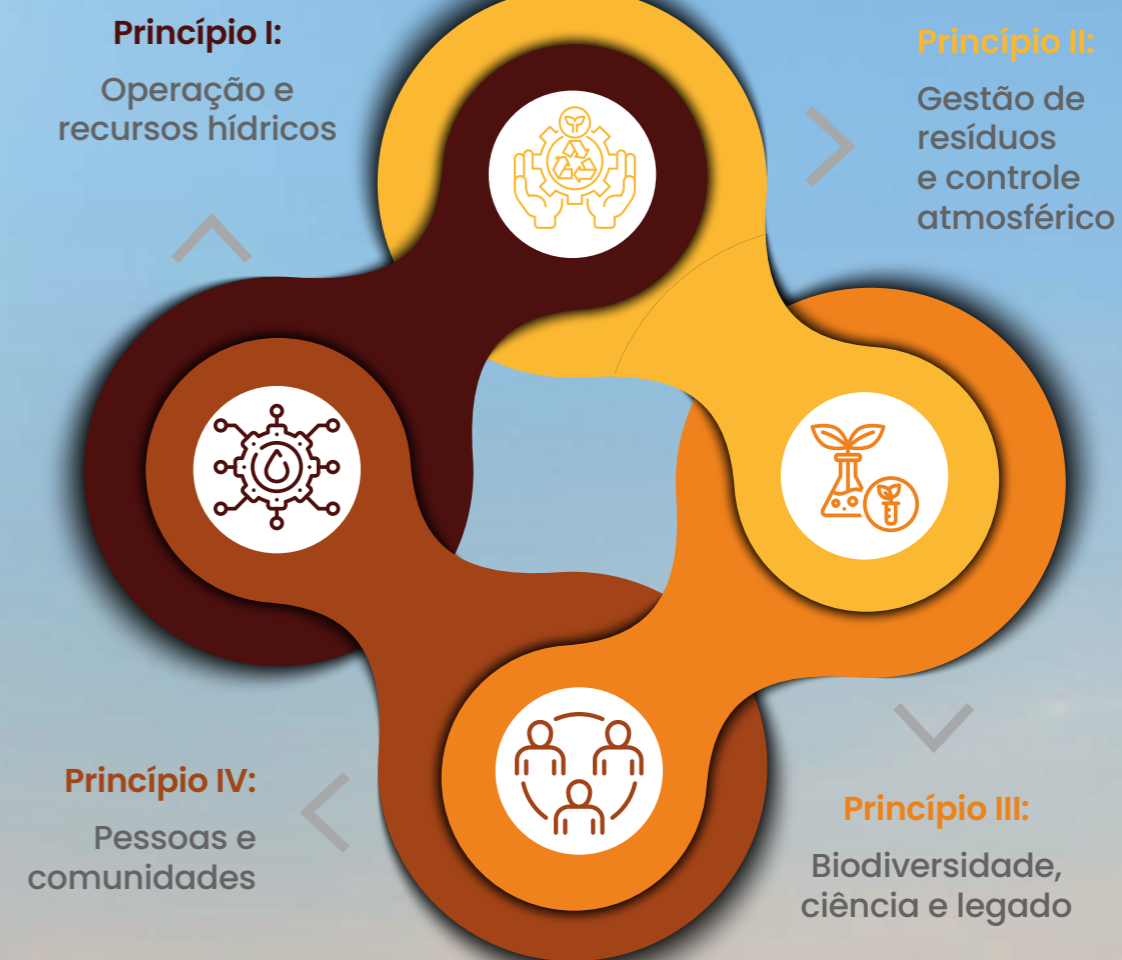 Princípio I:
Operação e
recursos hídricos
Princípio II:
Gestão de
resíduos
e controle
atmosférico
Princípio IV:
Pessoas e
comunidades
Princípio III:
Biodiversidade,
ciência e legado